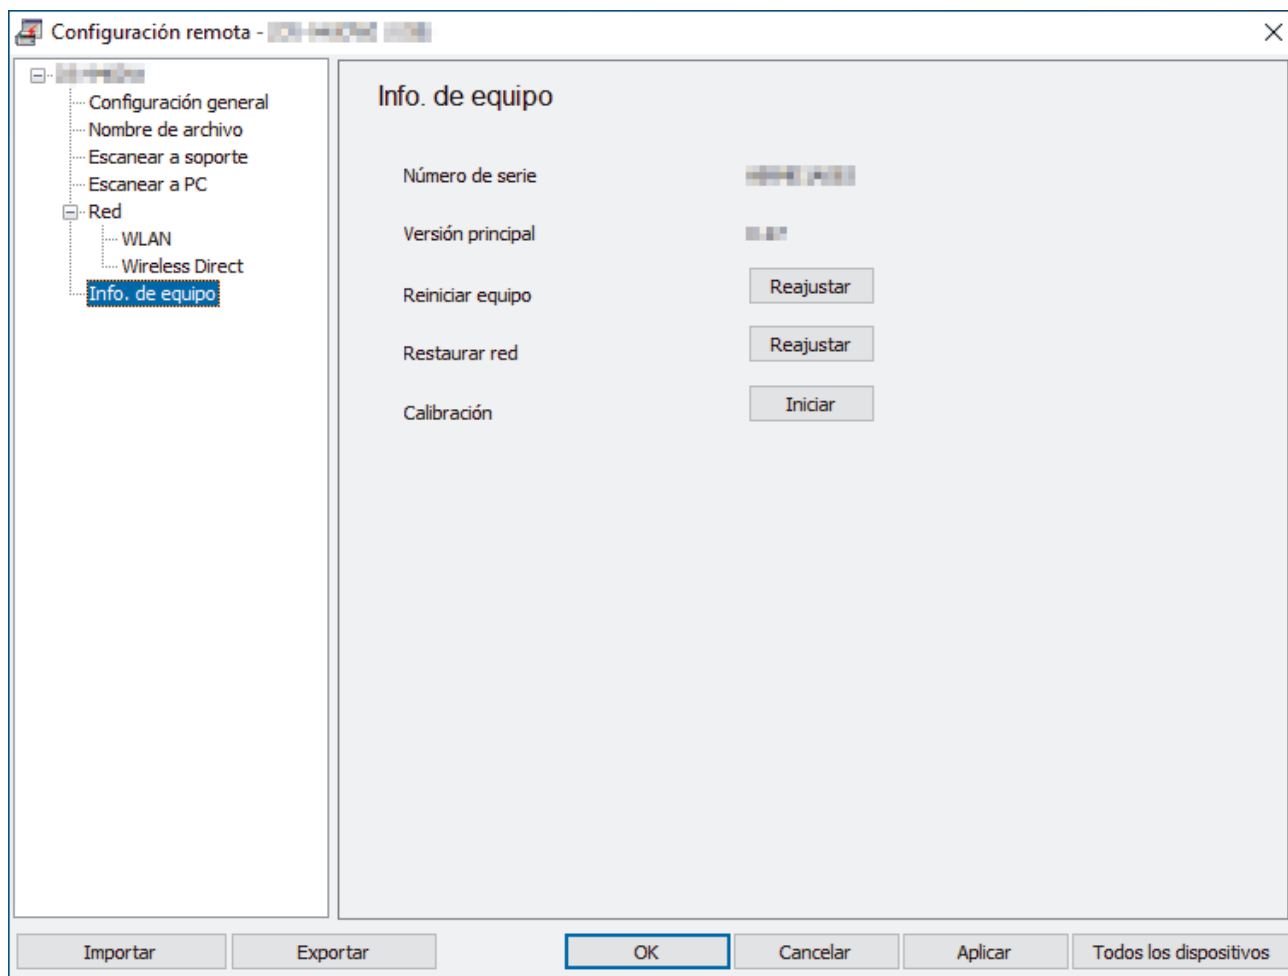 Configuración remota -
Configuración general
Nombre de archivo
Escanear a soporte
Escanear a PC
Red
WLAN
Wireless Direct
Info. de equipo
Info. de equipo
Número de serie
Versión principal
Reiniciar equipo Reajustar
Restaurar red Reajustar
Calibración Iniciar
Importar Exportar OK Cancelar Aplicar Todos los dispositivos